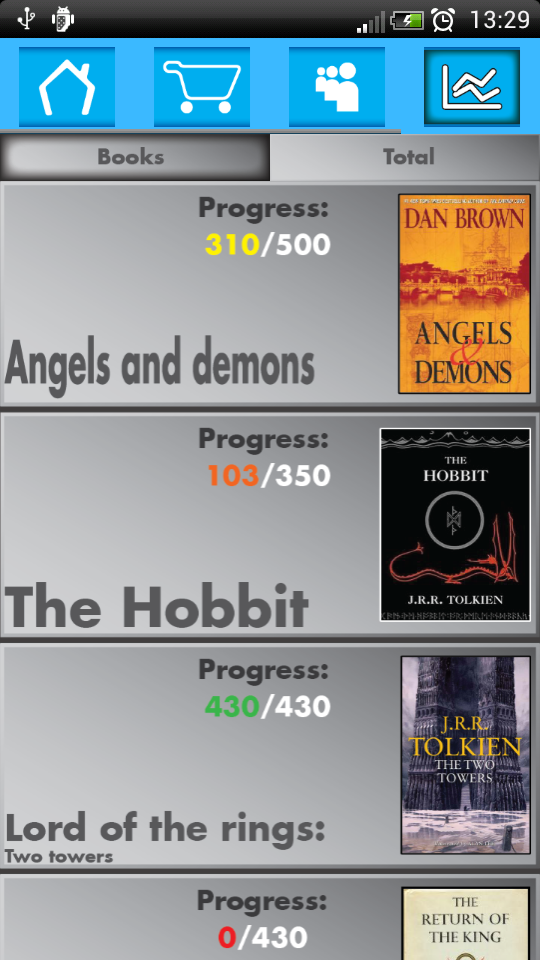 13:29
Books
Total
Progress:
310/500
Angels and demons
DAN BROWN
ANGELS
&
DEMONS
Progress:
103/350
The Hobbit
THE
HOBBIT
J.R.R. TOLKIEN
Progress:
430/430
Lord of the rings:
Two towers
J.R.R.
TOLKIEN
THE TWO
TOWERS
Progress:
0/430
THE
RETURN OF
THE KING